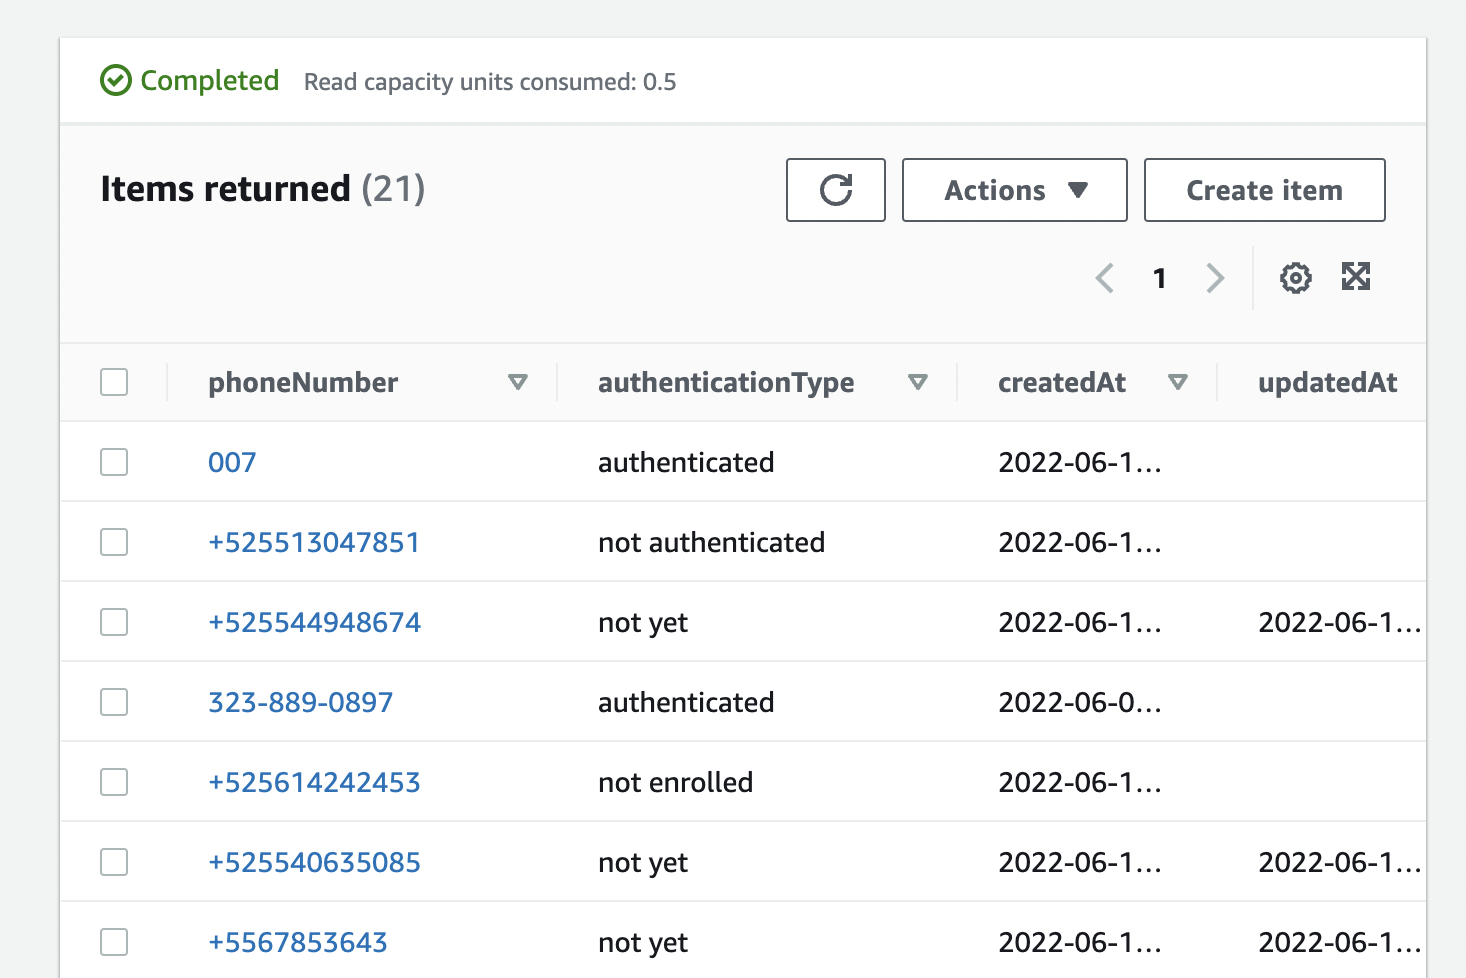 Completed Read capacity units consumed: 0.5
Items returned (21)
Actions Create item
1
phoneNumber authenticationType createdAt updatedAt
007 authenticated 2022-06-1...
+525513047851 not authenticated 2022-06-1...
+525544948674 not yet 2022-06-1... 2022-06-1...
323-889-0897 authenticated 2022-06-0...
+525614242453 not enrolled 2022-06-1...
+525540635085 not yet 2022-06-1... 2022-06-1...
+5567853643 not yet 2022-06-1... 2022-06-1...